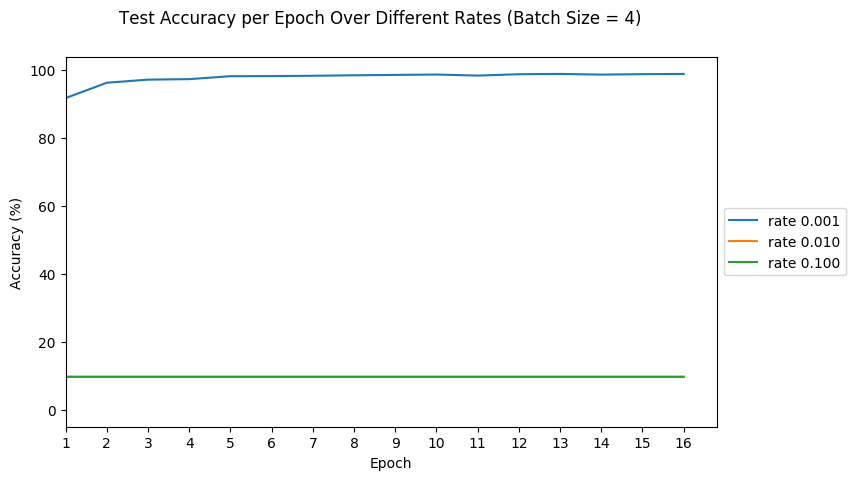 Test Accuracy per Epoch Over Different Rates (Batch Size = 4)
Accuracy (%)
100
80
60
40
20
0
1 2 3 4 5 6 7 8 9 10 11 12 13 14 15 16
Epoch
rate 0.001
rate 0.010
rate 0.100